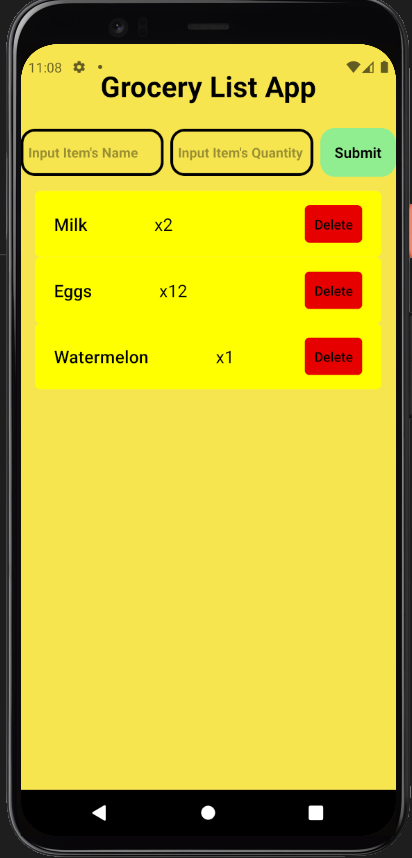 11:08
Grocery List App
Input Item's Name Input Item's Quantity Submit
Milk x2 Delete
Eggs x12 Delete
Watermelon x1 Delete